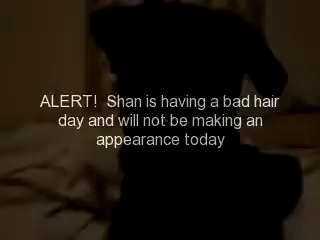 ALERT!  Shan is having a bad hair
day and will not be making an
appearance today